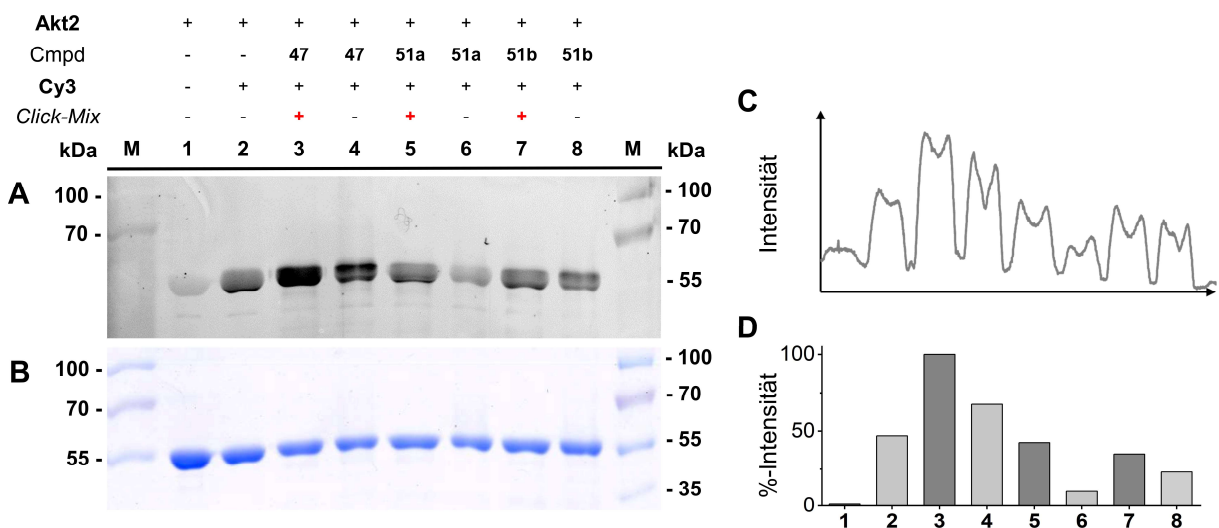 Akt2 + + + + + + + +
Cmpd - - 47 47 51a 51a 51b 51b
Cy3 - + + + + + + +
Click-Mix - - + - + - + -
kDa M 1 2 3 4 5 6 7 8 M kDa
A
100 -
70 -
- 100
- 70
- 55
B
100 -
70 -
55 -
- 100
- 70
- 55
- 35
C
Intensität
D
%-Intensität
100
50
0
1 2 3 4 5 6 7 8